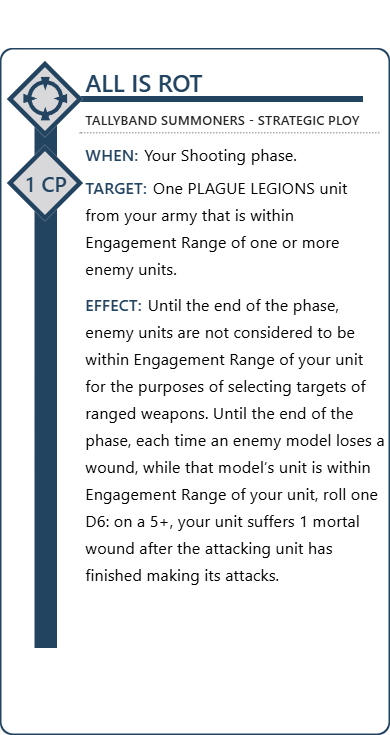 ALL IS ROT
TALLYBAND SUMMONERS - STRATEGIC PLOY
WHEN: Your Shooting phase.
1 CP
TARGET: One PLAGUE LEGIONS unit
from your army that is within
Engagement Range of one or more
enemy units.
EFFECT: Until the end of the phase,
enemy units are not considered to be
within Engagement Range of your unit
for the purposes of selecting targets of
ranged weapons. Until the end of the
phase, each time an enemy model loses a
wound, while that model's unit is within
Engagement Range of your unit, roll one
D6: on a 5+, your unit suffers 1 mortal
wound after the attacking unit has
finished making its attacks.